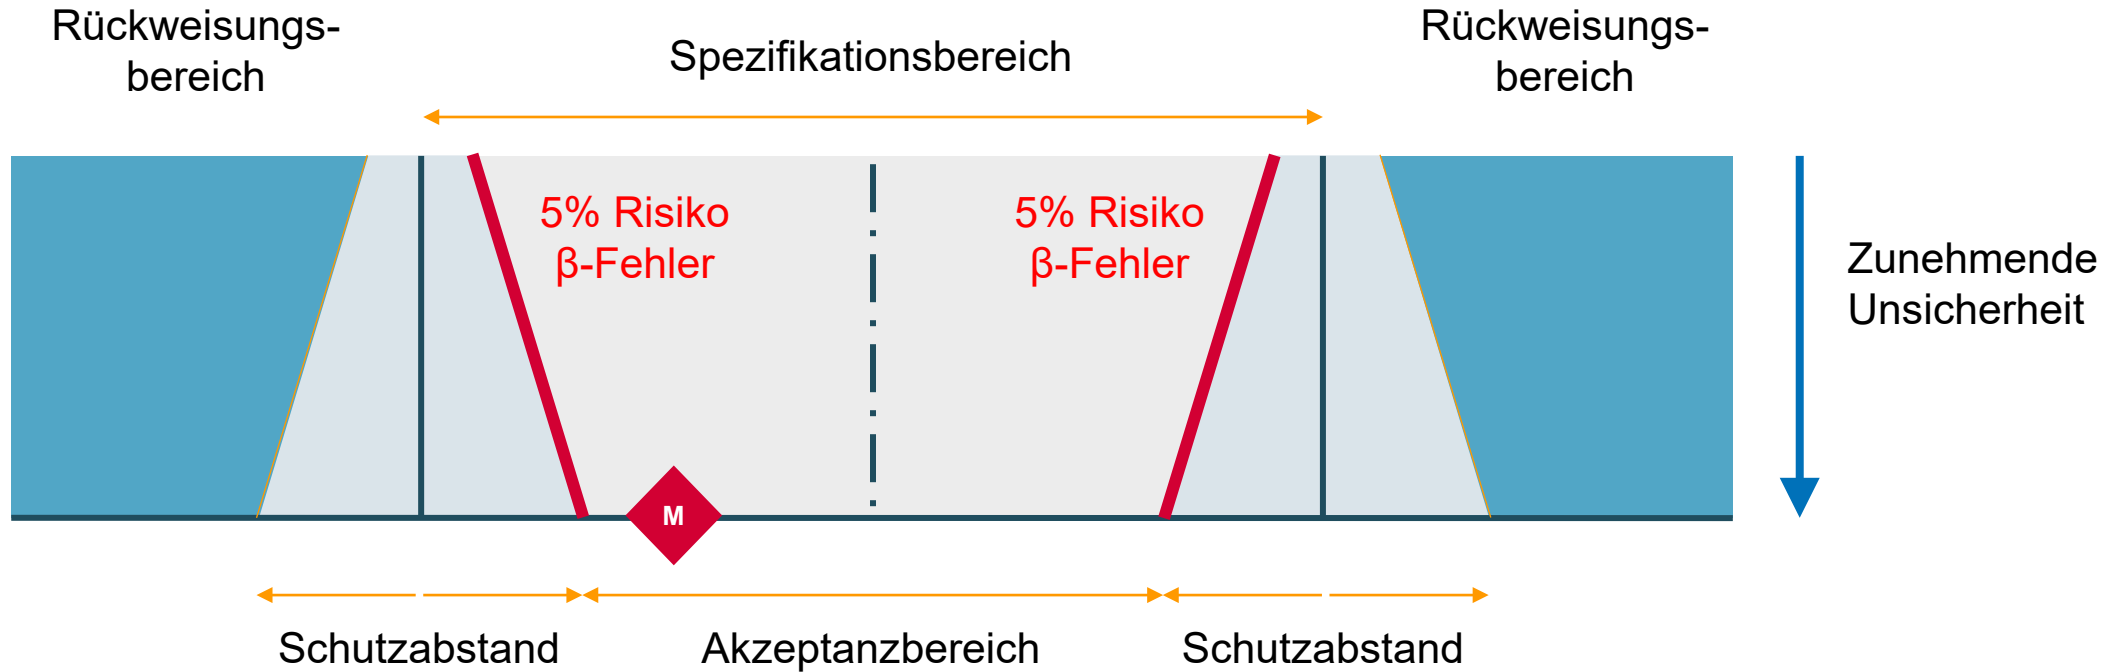 Rückweisungs-
bereich
Spezifikationsbereich
Rückweisungs-
bereich
5% Risiko
β-Fehler
5% Risiko
β-Fehler
Zunehmende
Unsicherheit
M
Schutzabstand
Akzeptanzbereich
Schutzabstand